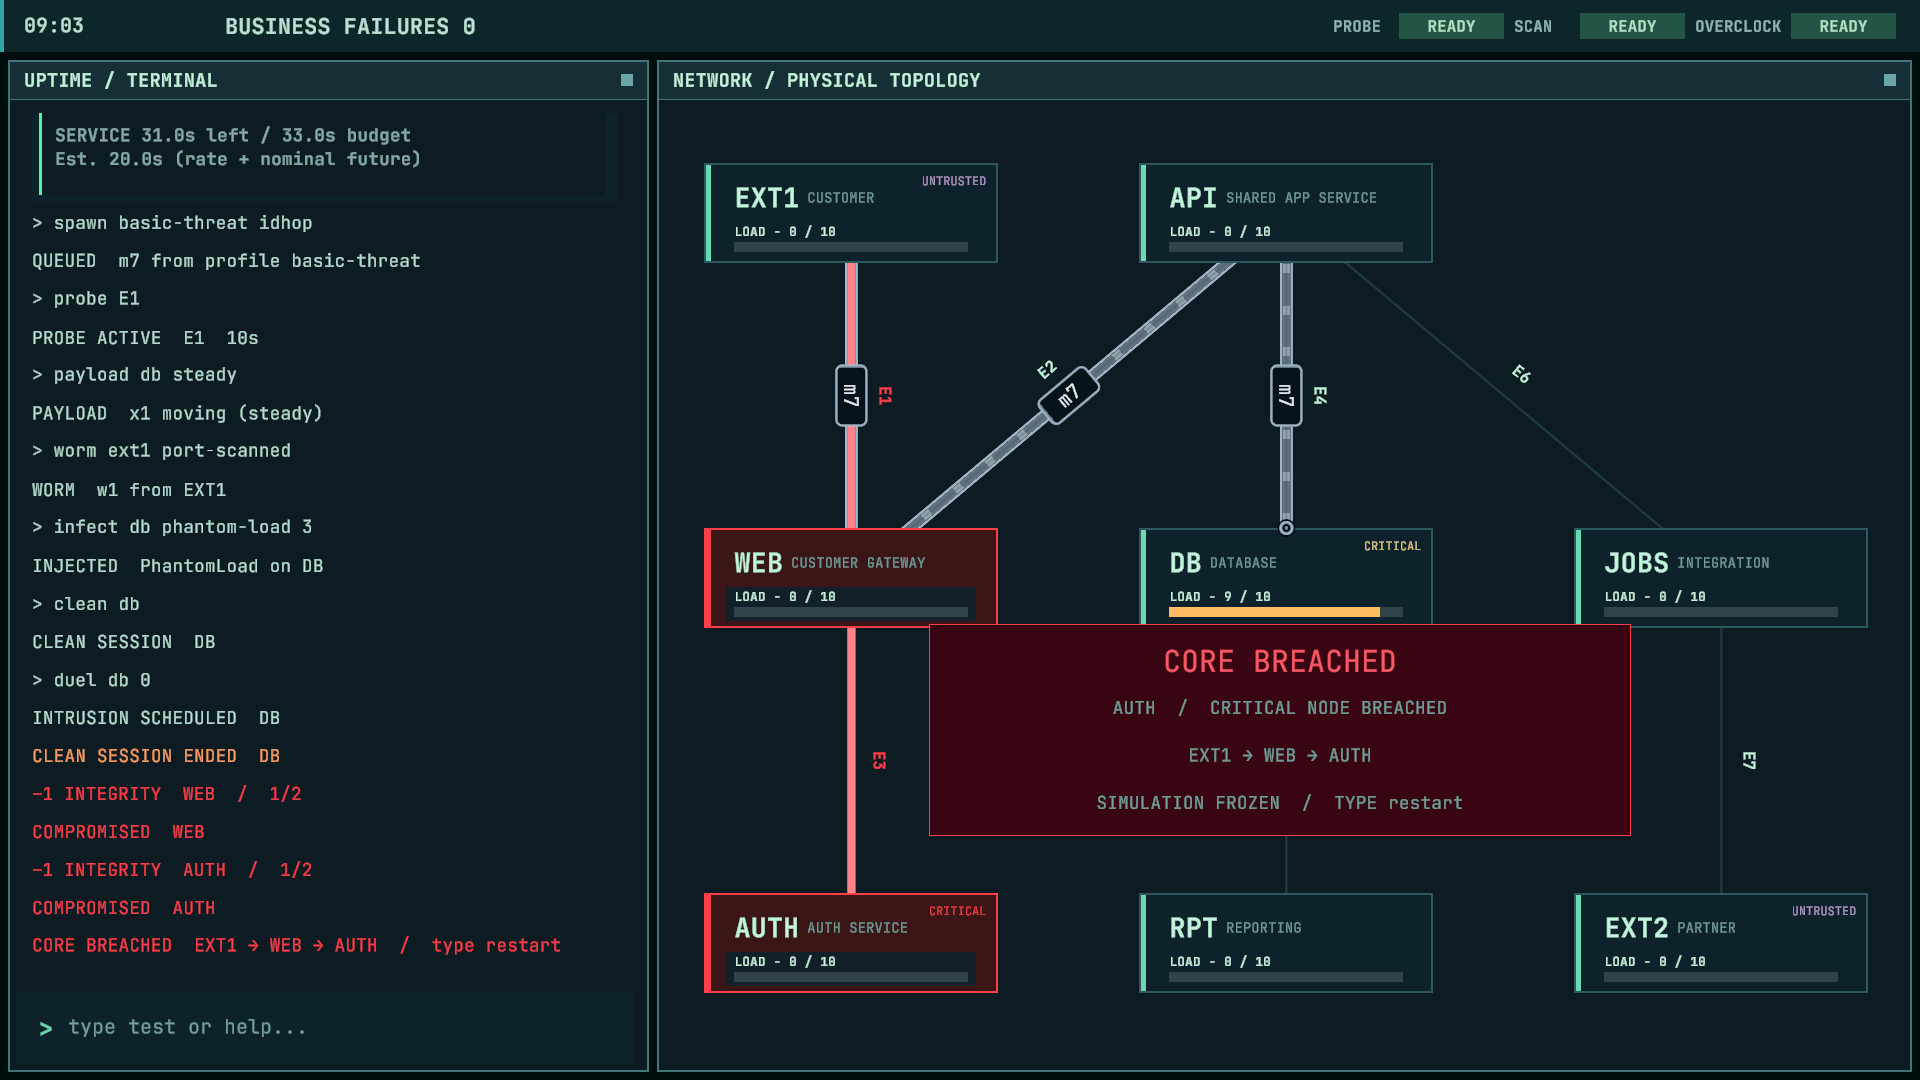 09:03
BUSINESS FAILURES 0
PROBE READY SCAN READY OVERCLOCK READY
UPTIME / TERMINAL
SERVICE 31.0s left / 33.0s budget
Est. 20.0s (rate + nominal future)
> spawn basic-threat idhop
QUEUED m7 from profile basic-threat
> probe E1
PROBE ACTIVE E1 10s
> payload db steady
PAYLOAD x1 moving (steady)
> worm ext1 port-scanned
WORM w1 from EXT1
> infect db phantom-load 3
INJECTED PhantomLoad on DB
> clean db
CLEAN SESSION DB
> duel db 0
INTRUSION SCHEDULED DB
CLEAN SESSION ENDED DB
−1 INTEGRITY WEB / 1/2
COMPROMISED WEB
−1 INTEGRITY AUTH / 1/2
COMPROMISED AUTH
CORE BREACHED EXT1 → WEB → AUTH / type restart
> type test or help...
NETWORK / PHYSICAL TOPOLOGY
UNTRUSTED
EXT1 CUSTOMER
LOAD - 0 / 10
API SHARED APP SERVICE
LOAD - 0 / 10
m7
E1
E2
m7
m7
E4
E6
WEB CUSTOMER GATEWAY
LOAD - 0 / 10
CRITICAL
DB DATABASE
LOAD - 9 / 10
JOBS INTEGRATION
LOAD - 0 / 10
CORE BREACHED
AUTH / CRITICAL NODE BREACHED
EXT1 → WEB → AUTH
SIMULATION FROZEN / TYPE restart
E3
E7
CRITICAL
AUTH AUTH SERVICE
LOAD - 0 / 10
RPT REPORTING
LOAD - 0 / 10
UNTRUSTED
EXT2 PARTNER
LOAD - 0 / 10